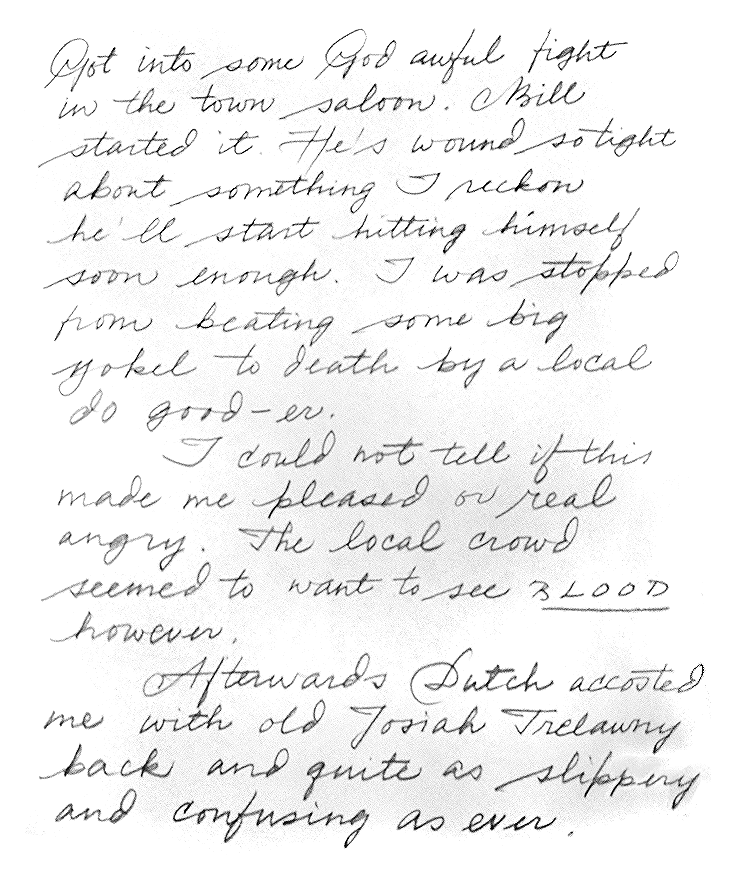 Got into some God awful fight
in the town saloon. Bill
started it. He's wound so tight
about something I reckon
he'll start hitting himself
soon enough. I was stopped
from beating some big
yokel to death by a local
do good-er.
I could not tell if this
made me pleased or real
angry. The local crowd
seemed to want to see BLOOD
however.
Afterwards Dutch accosted
me with old Josiah Trelawny
back and quite as slippery
and confusing as ever.